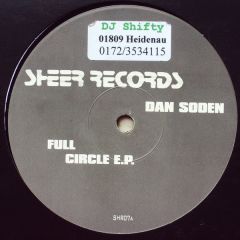 DJ Shifty
01809 Heidenau
0172/3534115
SHEER RECORDS
DAN SODEN
FULL
CIRCLE E.P.
SHR07A